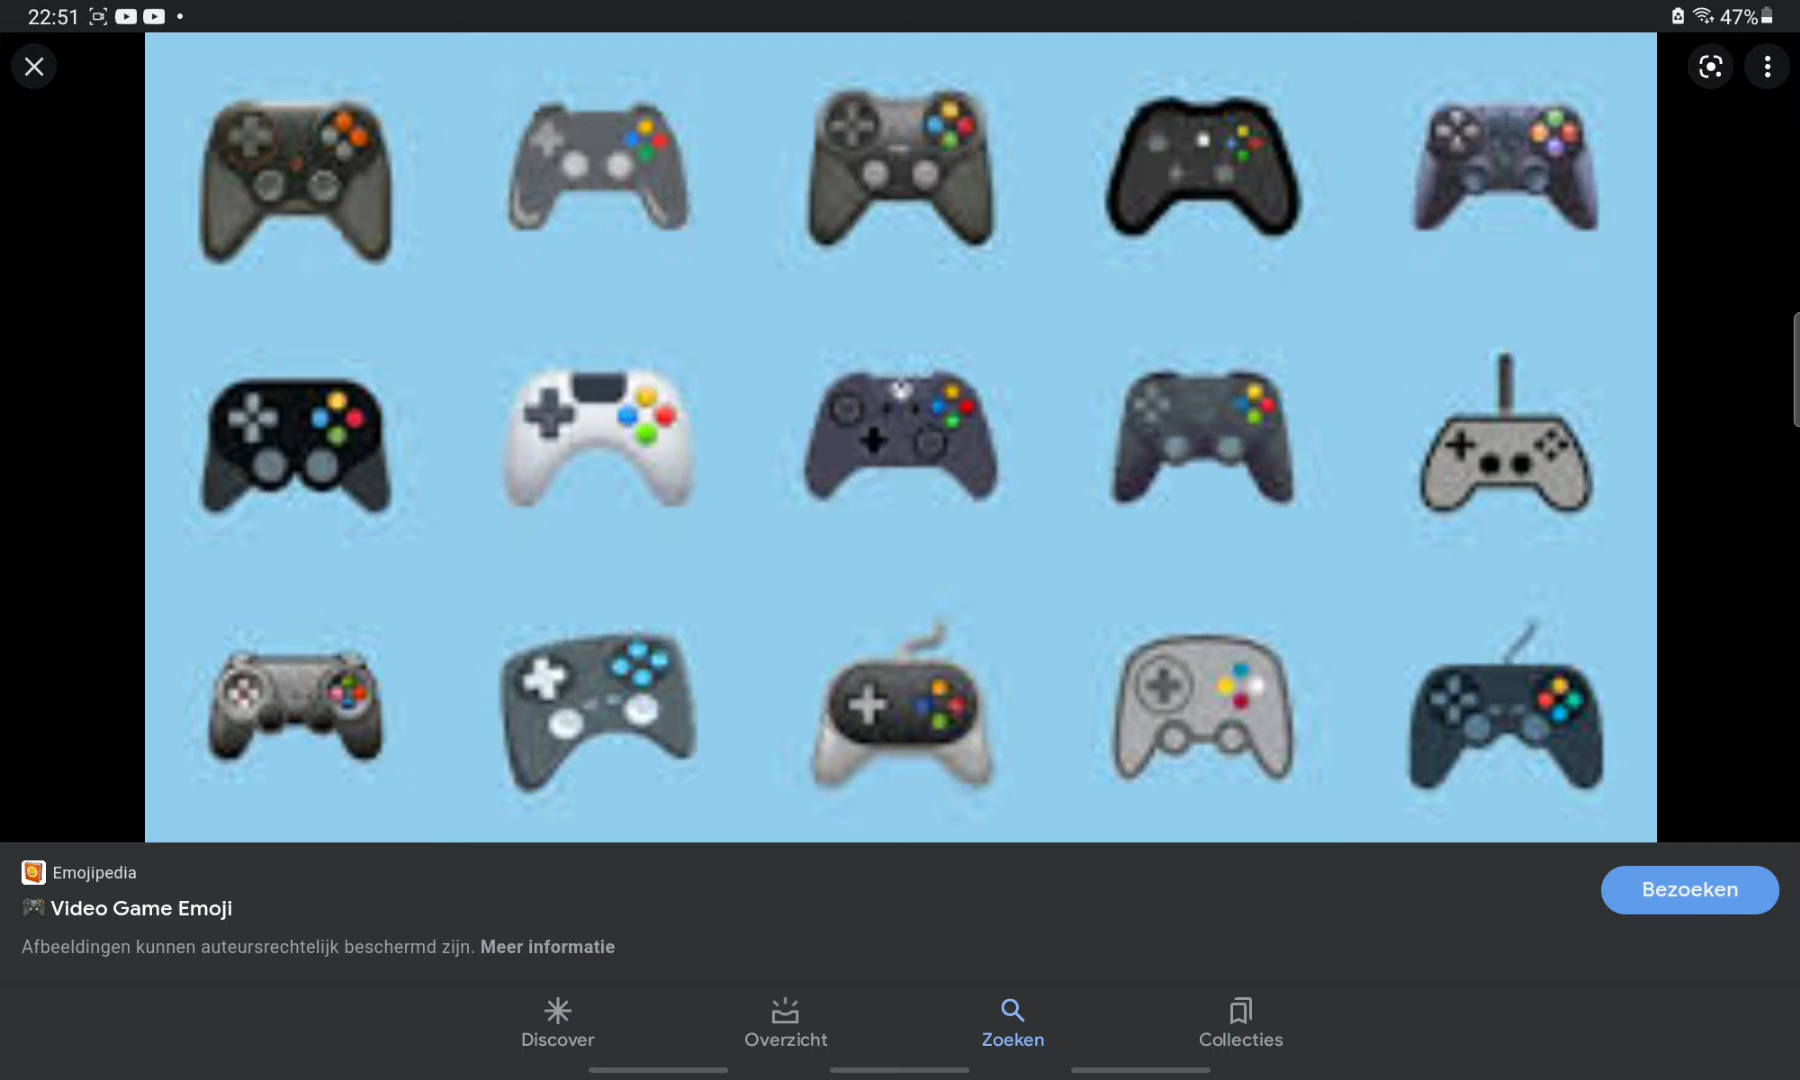 22:51
47%
Emojipedia
Video Game Emoji
Bezoeken
Afbeeldingen kunnen auteursrechtelijk beschermd zijn. Meer informatie
Discover Overzicht Zoeken Collecties